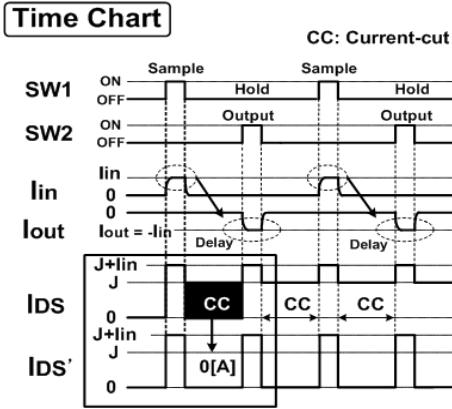 Time Chart
CC: Current-cut
Sample Sample
SW1 ON Hold Hold
OFF
SW2 ON Output Output
OFF
Iin Iin
0
0
Iout Iout = -Iin Delay Delay
J+Iin
J
IDS CC CC CC
0
J+Iin
J
0[A]
IDS'
0